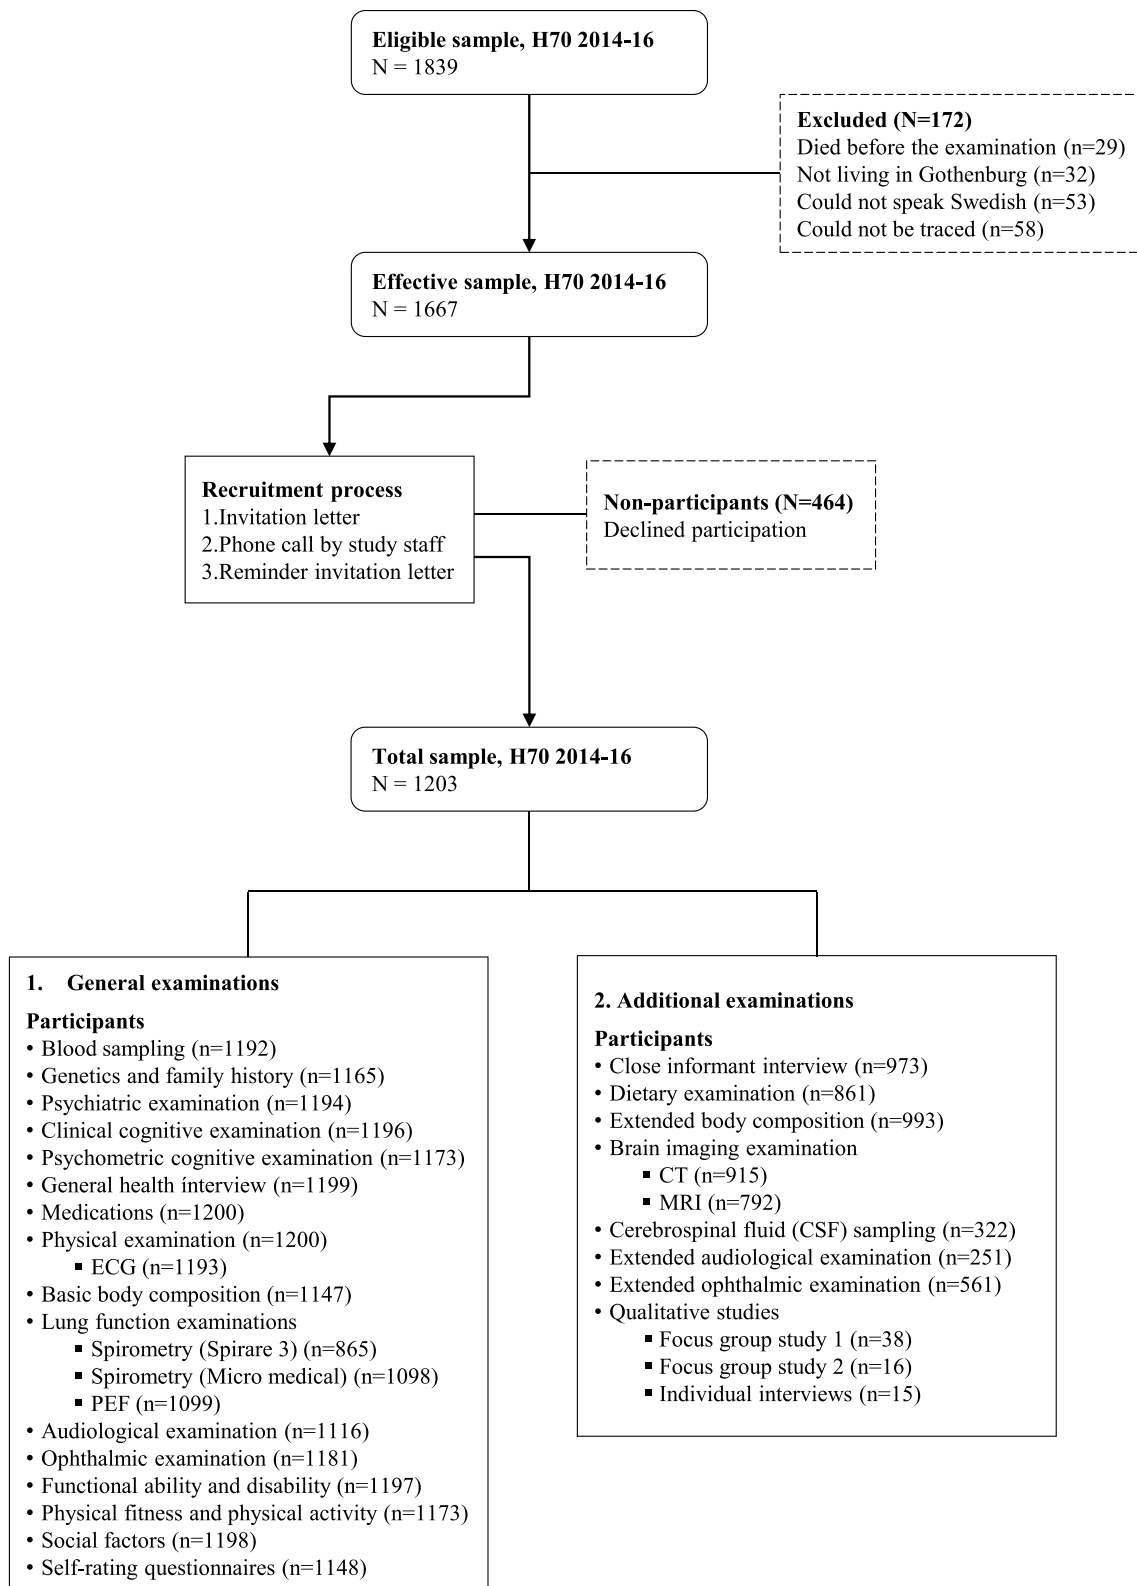 Eligible sample, H70 2014-16
N = 1839
Excluded (N=172)
Died before the examination (n=29)
Not living in Gothenburg (n=32)
Could not speak Swedish (n=53)
Could not be traced (n=58)
Effective sample, H70 2014-16
N = 1667
Recruitment process
1.Invitation letter
2.Phone call by study staff
3.Reminder invitation letter
Non-participants (N=464)
Declined participation
Total sample, H70 2014-16
N = 1203
1. General examinations
Participants
• Blood sampling (n=1192)
• Genetics and family history (n=1165)
• Psychiatric examination (n=1194)
• Clinical cognitive examination (n=1196)
• Psychometric cognitive examination (n=1173)
• General health ínterview (n=1199)
• Medications (n=1200)
• Physical examination (n=1200)
▪ ECG (n=1193)
• Basic body composition (n=1147)
• Lung function examinations
▪ Spirometry (Spirare 3) (n=865)
▪ Spirometry (Micro medical) (n=1098)
▪ PEF (n=1099)
• Audiological examination (n=1116)
• Ophthalmic examination (n=1181)
• Functional ability and disability (n=1197)
• Physical fitness and physical activity (n=1173)
• Social factors (n=1198)
• Self-rating questionnaires (n=1148)
2. Additional examinations
Participants
• Close informant interview (n=973)
• Dietary examination (n=861)
• Extended body composition (n=993)
• Brain imaging examination
▪ CT (n=915)
▪ MRI (n=792)
• Cerebrospinal fluid (CSF) sampling (n=322)
• Extended audiological examination (n=251)
• Extended ophthalmic examination (n=561)
• Qualitative studies
▪ Focus group study 1 (n=38)
▪ Focus group study 2 (n=16)
▪ Individual interviews (n=15)